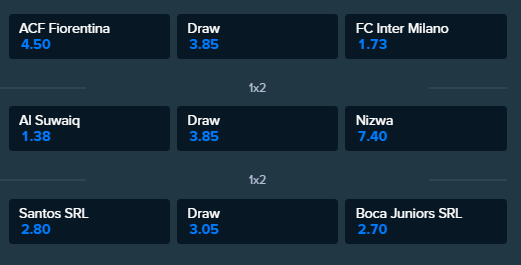 ACF Fiorentina Draw FC Inter Milano
4.50 3.85 1.73
1x2
Al Suwaiq Draw Nizwa
1.38 3.85 7.40
1x2
Santos SRL Draw Boca Juniors SRL
2.80 3.05 2.70